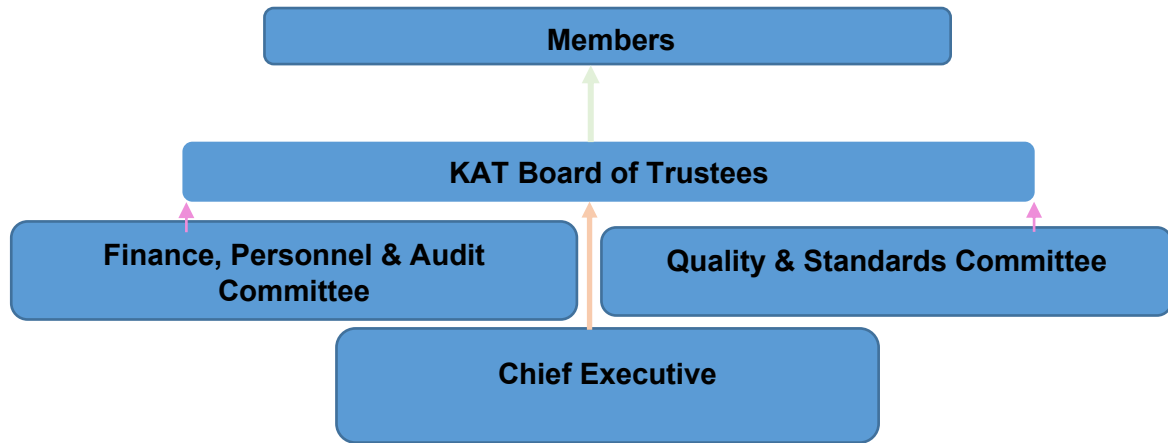 Members
KAT Board of Trustees
Finance, Personnel & Audit
Committee
Quality & Standards Committee
Chief Executive